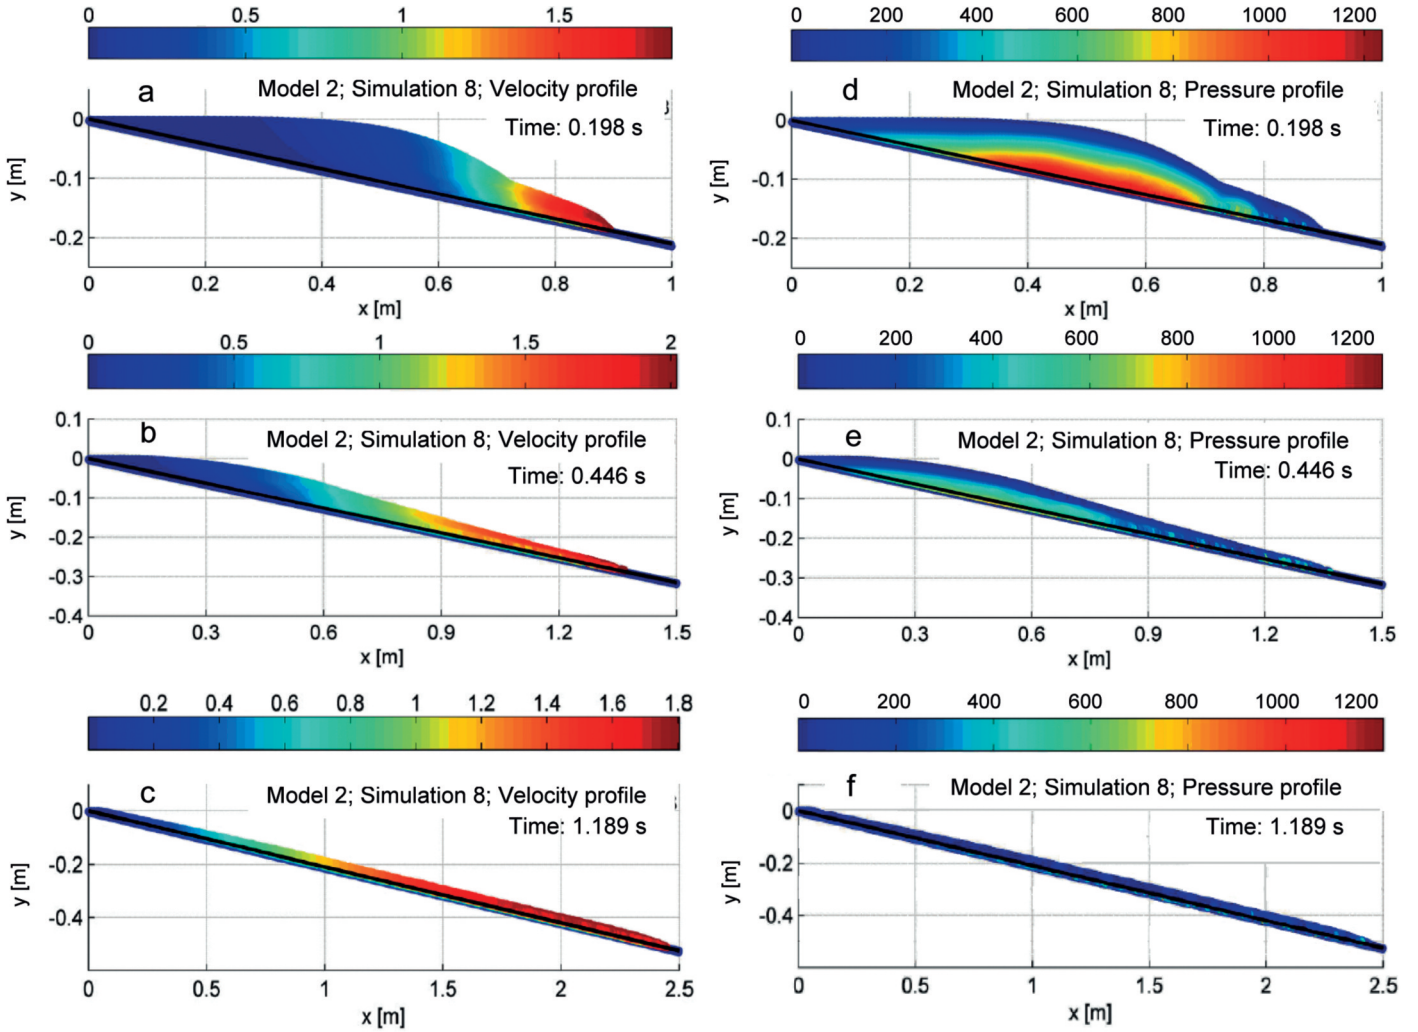 0 0.5 1 1.5
a Model 2; Simulation 8; Velocity profile
Time: 0.198 s
0
-0.1
-0.2
y [m]
0 0.2 0.4 0.6 0.8 1
x [m]
0 200 400 600 800 1000 1200
d Model 2; Simulation 8; Pressure profile
Time: 0.198 s
0
-0.1
-0.2
y [m]
0 0.2 0.4 0.6 0.8 1
x [m]
0 0.5 1 1.5 2
b Model 2; Simulation 8; Velocity profile
Time: 0.446 s
0.1
0
-0.1
-0.2
-0.3
-0.4
y [m]
0 0.3 0.6 0.9 1.2 1.5
x [m]
0 200 400 600 800 1000 1200
e Model 2; Simulation 8; Pressure profile
Time: 0.446 s
0.1
0
-0.1
-0.2
-0.3
-0.4
y [m]
0 0.3 0.6 0.9 1.2 1.5
x [m]
0.2 0.4 0.6 0.8 1 1.2 1.4 1.6 1.8
c Model 2; Simulation 8; Velocity profile
Time: 1.189 s
0
-0.2
-0.4
y [m]
0 0.5 1 1.5 2 2.5
x [m]
0 200 400 600 800 1000 1200
f Model 2; Simulation 8; Pressure profile
Time: 1.189 s
0
-0.2
-0.4
y [m]
0 0.5 1 1.5 2 2.5
x [m]